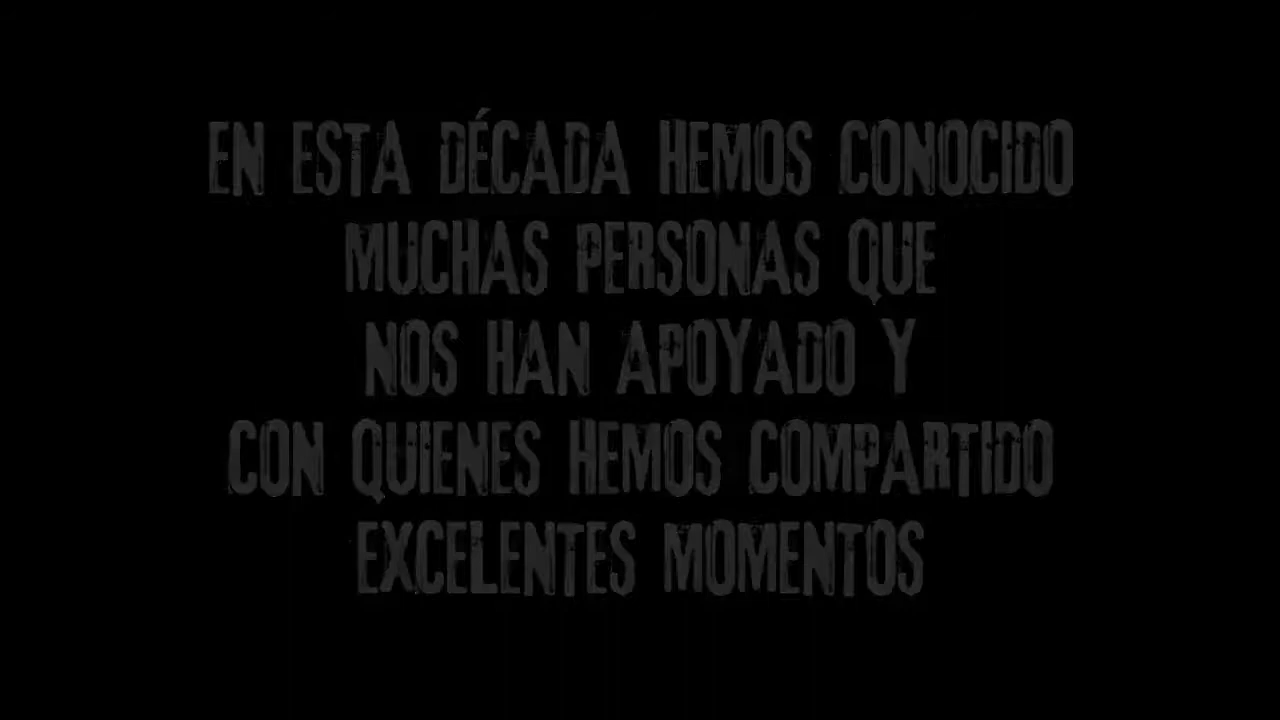 EN ESTA DÉCADA HEMOS CONOCIDO
MUCHAS PERSONAS QUE
NOS HAN APOYADO Y
CON QUIENES HEMOS COMPARTIDO
EXCELENTES MOMENTOS